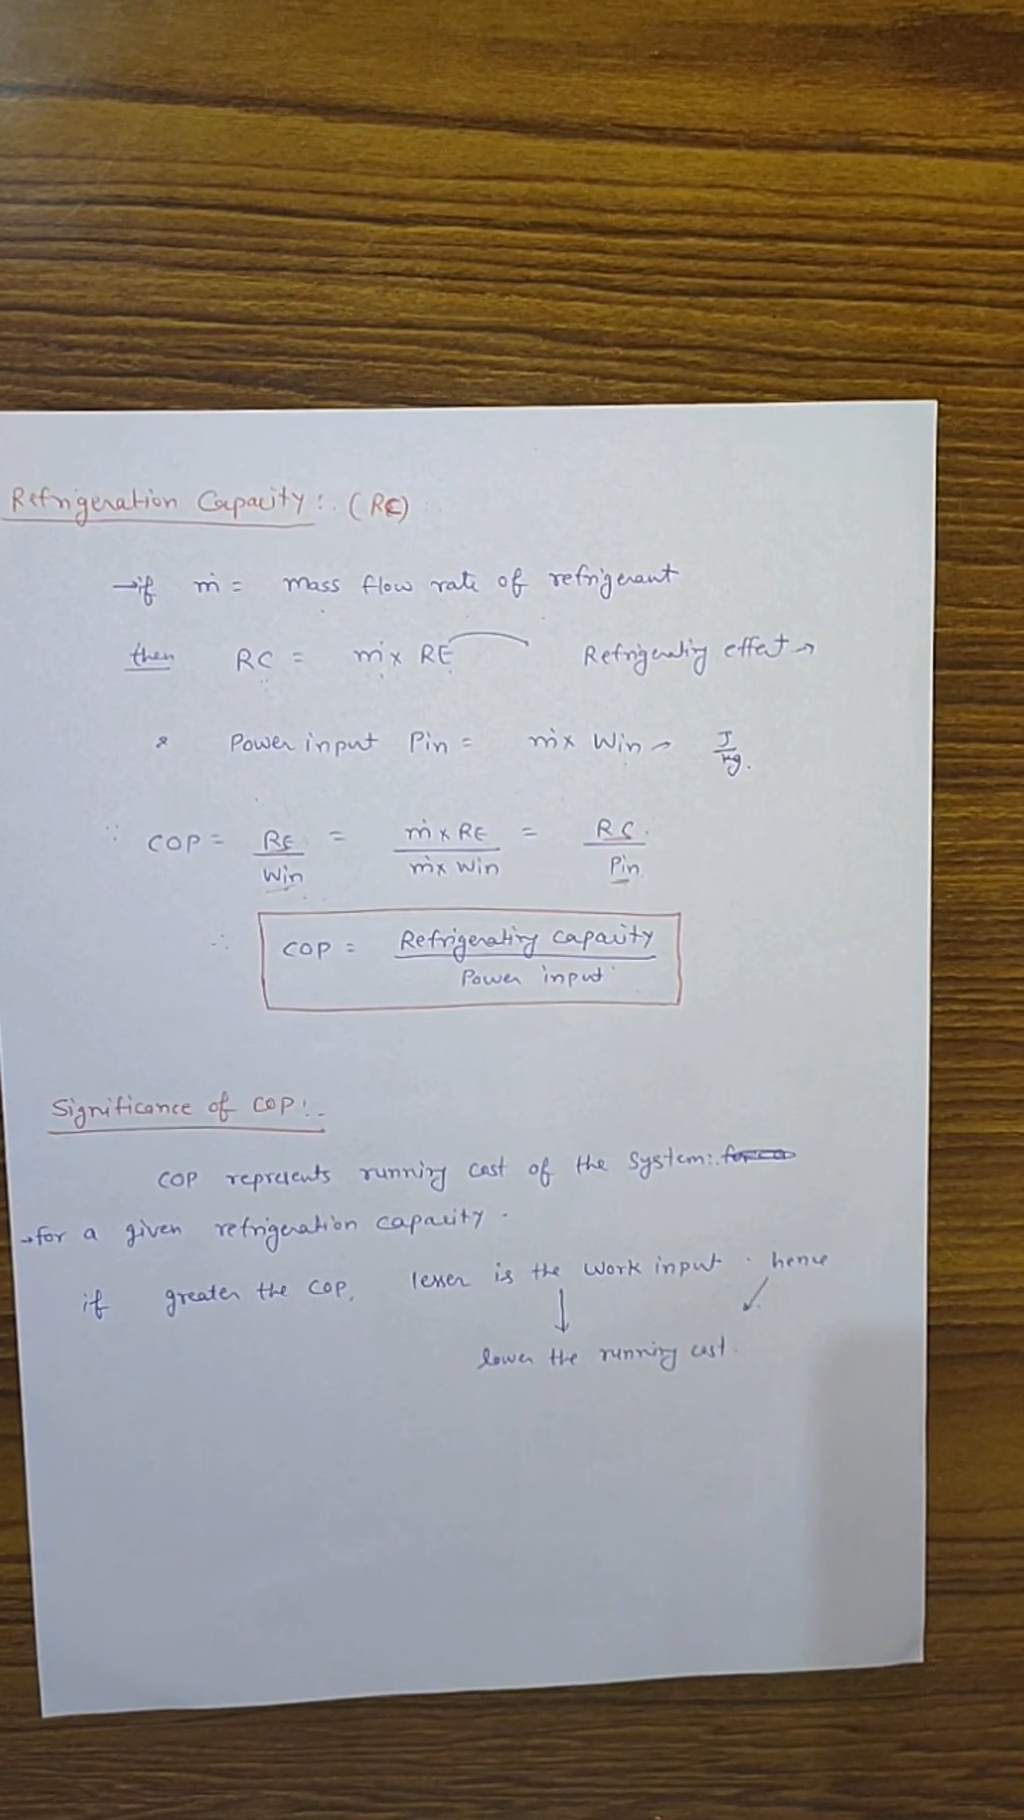 Refrigeration Capacity:. (RC)
→if ṁ = mass flow rate of refrigerant
then RC = ṁ x RE Refrigerating effect →
& Power input Pin = ṁ x Win → J/kg.
∵ COP = RE/Win = ṁ x RE/ṁ x Win = RC./Pin
∴ COP = Refrigerating capacity/Power input
Significance of COP:.
COP represents running cost of the system:.
→for a given refrigeration capacity.
if greater the COP, lesser is the work input. hence
↓ ↙
lower the running cost.